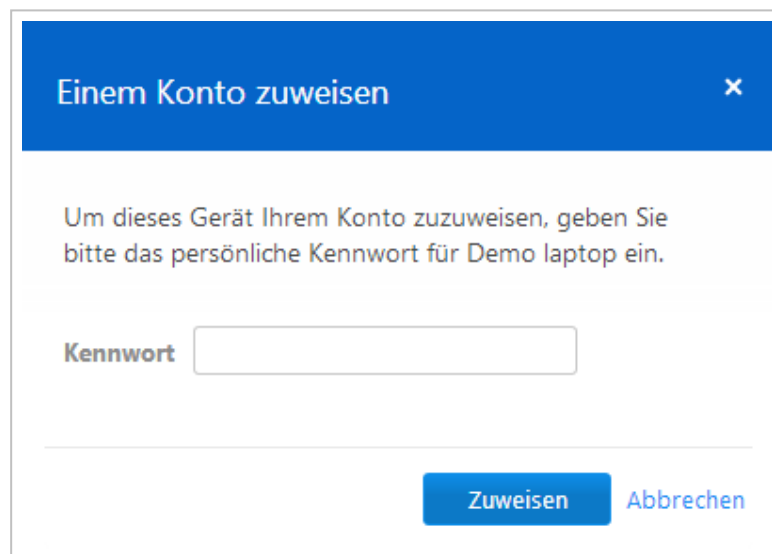 Einem Konto zuweisen
Um dieses Gerät Ihrem Konto zuzuweisen, geben Sie
bitte das persönliche Kennwort für Demo laptop ein.
Kennwort
Zuweisen Abbrechen